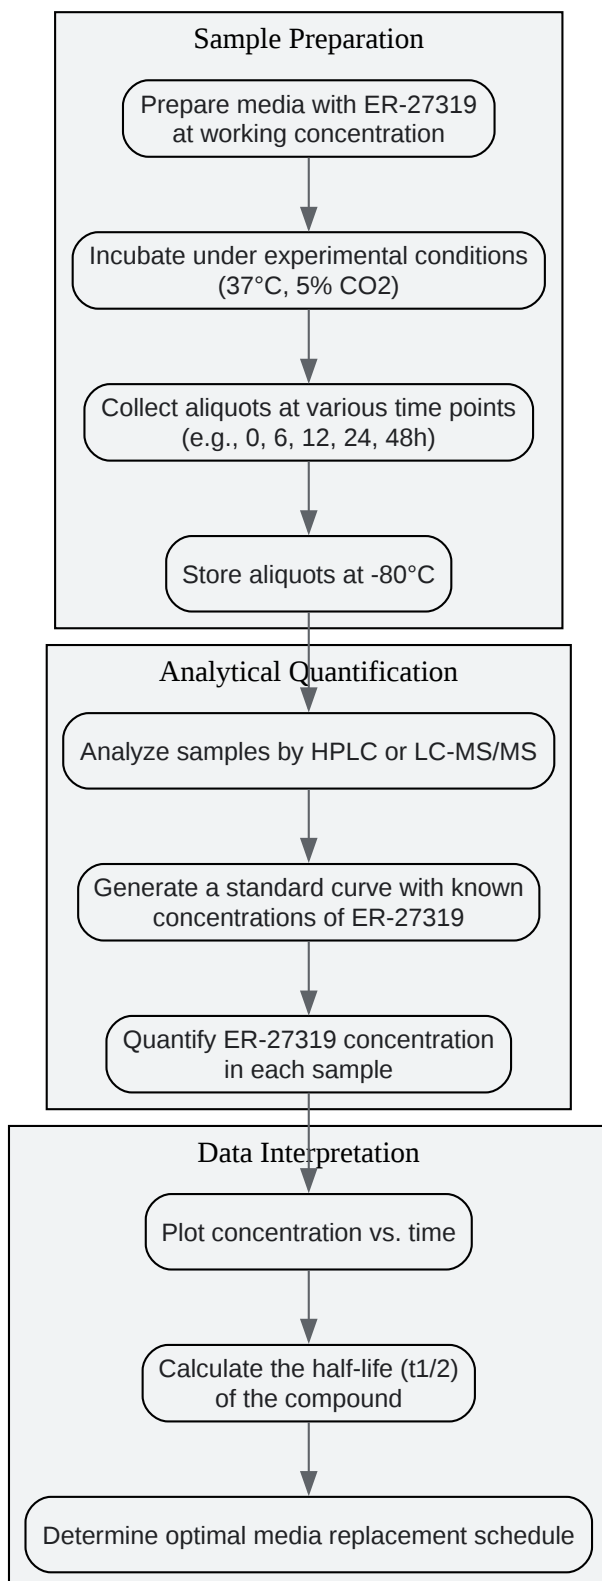 Sample Preparation
Prepare media with ER-27319
at working concentration
Incubate under experimental conditions
(37°C, 5% CO2)
Collect aliquots at various time points
(e.g., 0, 6, 12, 24, 48h)
Store aliquots at -80°C
Analytical Quantification
Analyze samples by HPLC or LC-MS/MS
Generate a standard curve with known
concentrations of ER-27319
Quantify ER-27319 concentration
in each sample
Data Interpretation
Plot concentration vs. time
Calculate the half-life (t1/2)
of the compound
Determine optimal media replacement schedule